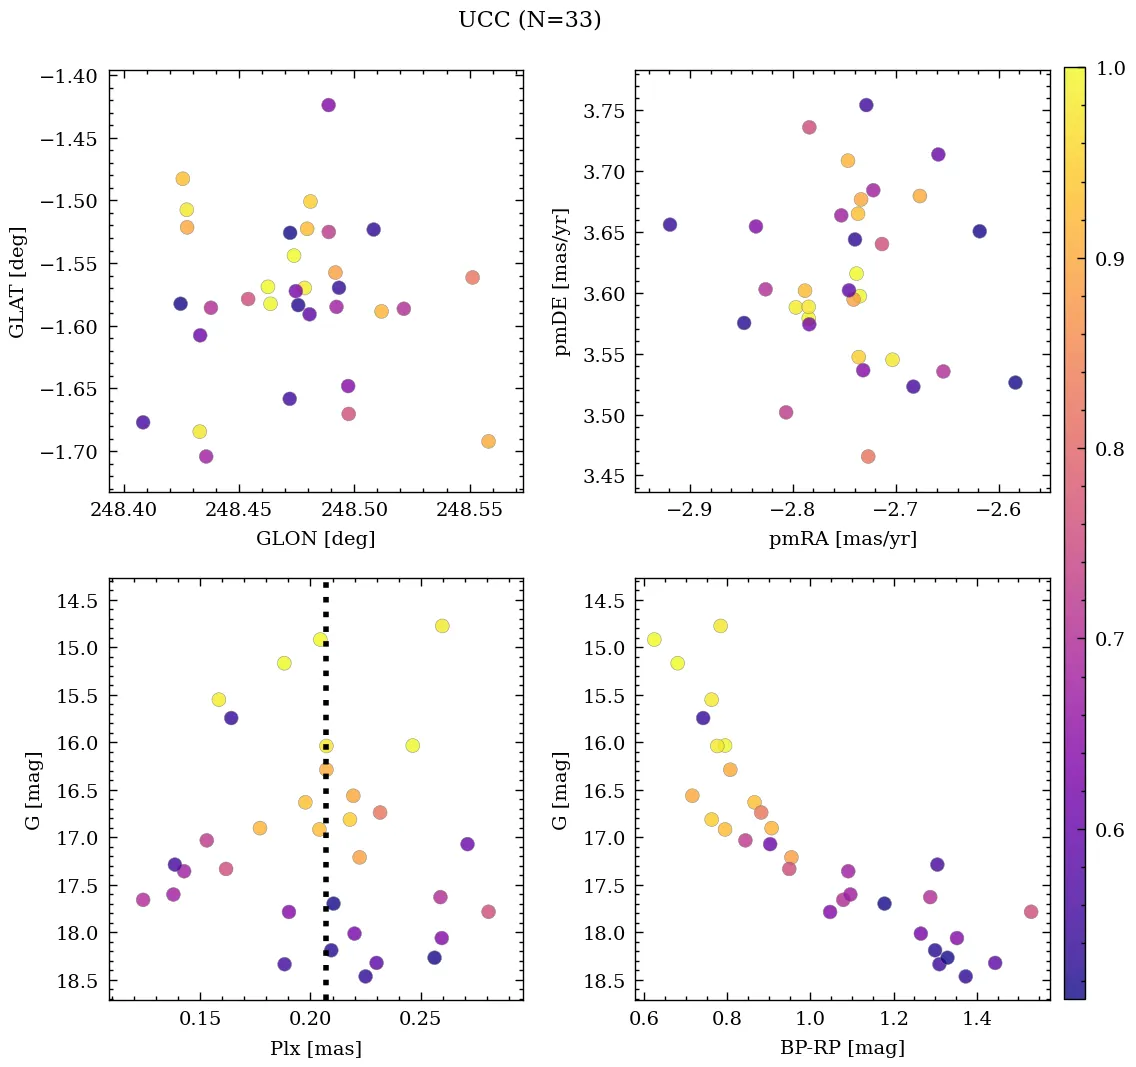 UCC (N=33)
−1.40
−1.45
−1.50
−1.55
−1.60
−1.65
−1.70
GLAT [deg]
248.40 248.45 248.50 248.55
GLON [deg]
3.75
3.70
3.65
3.60
3.55
3.50
3.45
pmDE [mas/yr]
−2.9 −2.8 −2.7 −2.6
pmRA [mas/yr]
14.5
15.0
15.5
16.0
16.5
17.0
17.5
18.0
18.5
G [mag]
0.15 0.20 0.25
Plx [mas]
14.5
15.0
15.5
16.0
16.5
17.0
17.5
18.0
18.5
G [mag]
0.6 0.8 1.0 1.2 1.4
BP-RP [mag]
1.0
0.9
0.8
0.7
0.6